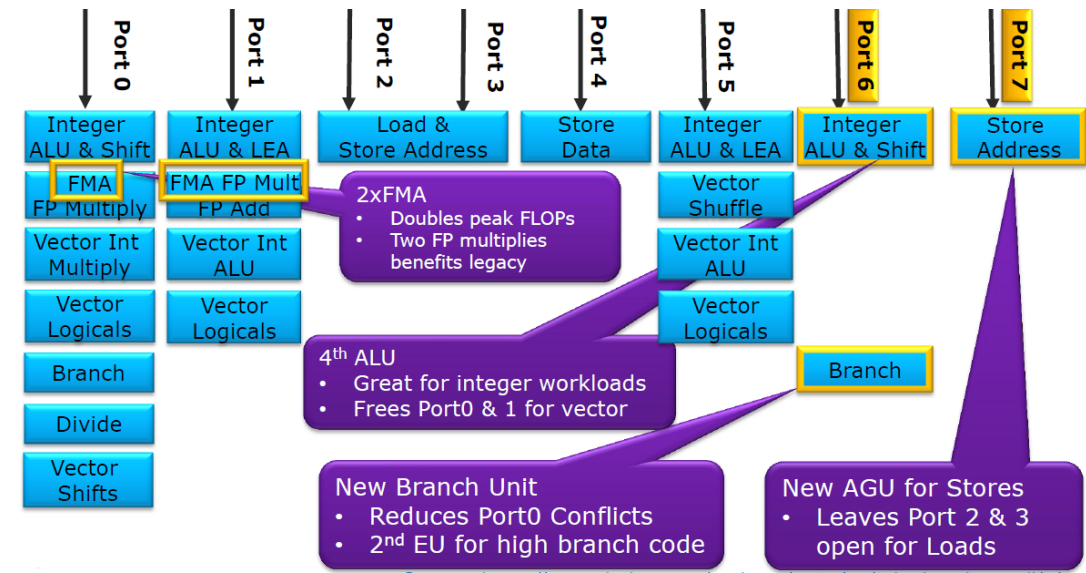 Port 0
Port 1
Port 2
Port 3
Port 4
Port 5
Port 6
Port 7
Integer
ALU & Shift
Integer
ALU & LEA
Load &
Store Address
Store
Data
Integer
ALU & LEA
Integer
ALU & Shift
Store
Address
FMA
FP Multiply
FMA FP Mult
FP Add
2xFMA
• Doubles peak FLOPs
• Two FP multiplies
benefits legacy
Vector
Shuffle
Vector Int
Multiply
Vector Int
ALU
Vector Int
ALU
Vector
Logicals
Vector
Logicals
Vector
Logicals
4th ALU
• Great for integer workloads
• Frees Port0 & 1 for vector
Branch
Branch
Divide
Vector
Shifts
New Branch Unit
• Reduces Port0 Conflicts
• 2nd EU for high branch code
New AGU for Stores
• Leaves Port 2 & 3
open for Loads